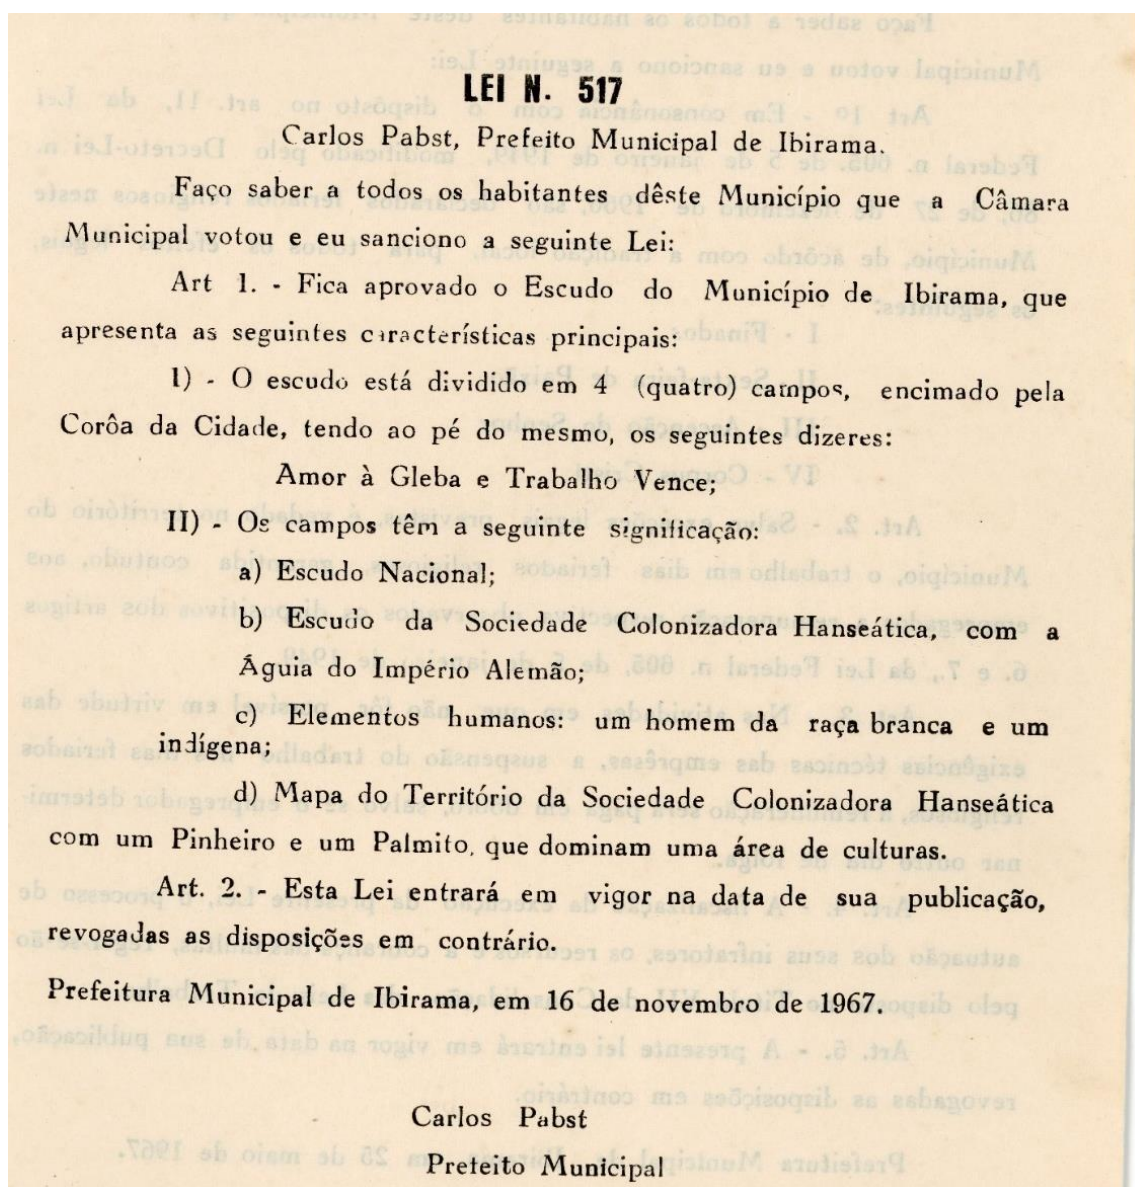 LEI N. 517
Carlos Pabst, Prefeito Municipal de Ibirama.
Faço saber a todos os habitantes dêste Município que a Câmara
Municipal votou e eu sanciono a seguinte Lei:
Art 1. - Fica aprovado o Escudo do Município de Ibirama, que
apresenta as seguintes características principais:
I) - O escudo está dividido em 4 (quatro) campos, encimado pela
Corôa da Cidade, tendo ao pé do mesmo, os seguintes dizeres:
Amor à Gleba e Trabalho Vence;
II) - Os campos têm a seguinte significação:
a) Escudo Nacional;
b) Escudo da Sociedade Colonizadora Hanseática, com a
Águia do Império Alemão;
c) Elementos humanos: um homem da raça branca e um
indígena;
d) Mapa do Território da Sociedade Colonizadora Hanseática
com um Pinheiro e um Palmito, que dominam uma área de culturas.
Art. 2. - Esta Lei entrará em vigor na data de sua publicação,
revogadas as disposições em contrário.
Prefeitura Municipal de Ibirama, em 16 de novembro de 1967.
Carlos Pabst
Preteito Municipal